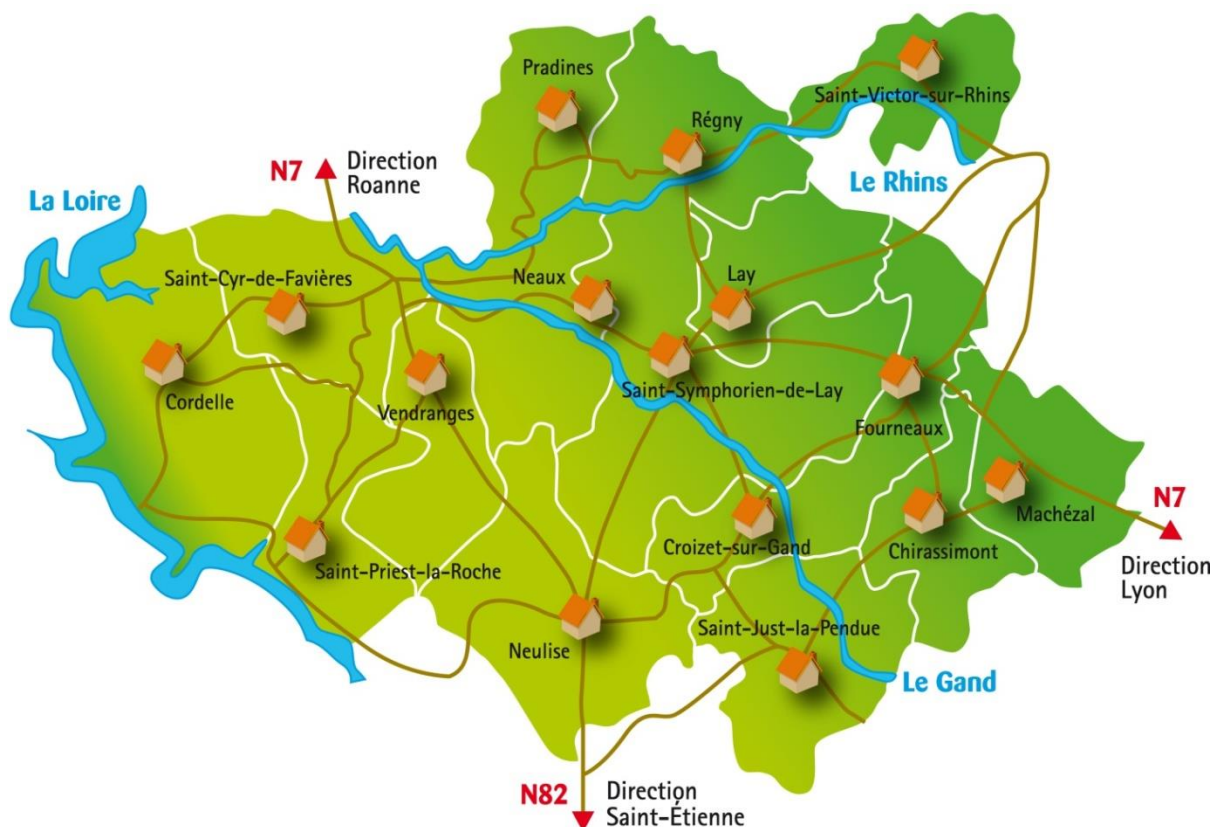 Pradines
Saint-Victor-sur-Rhins
Régny
N7
Direction
Roanne
Le Rhins
La Loire
Saint-Cyr-de-Favières
Neaux
Lay
Cordelle
Vendranges
Saint-Symphorien-de-Lay
Fourneaux
N7
Machézal
Croizet-sur-Gand
Chirassimont
Direction
Lyon
Saint-Priest-la-Roche
Saint-Just-la-Pendue
Neulise
Le Gand
N82
Direction
Saint-Étienne